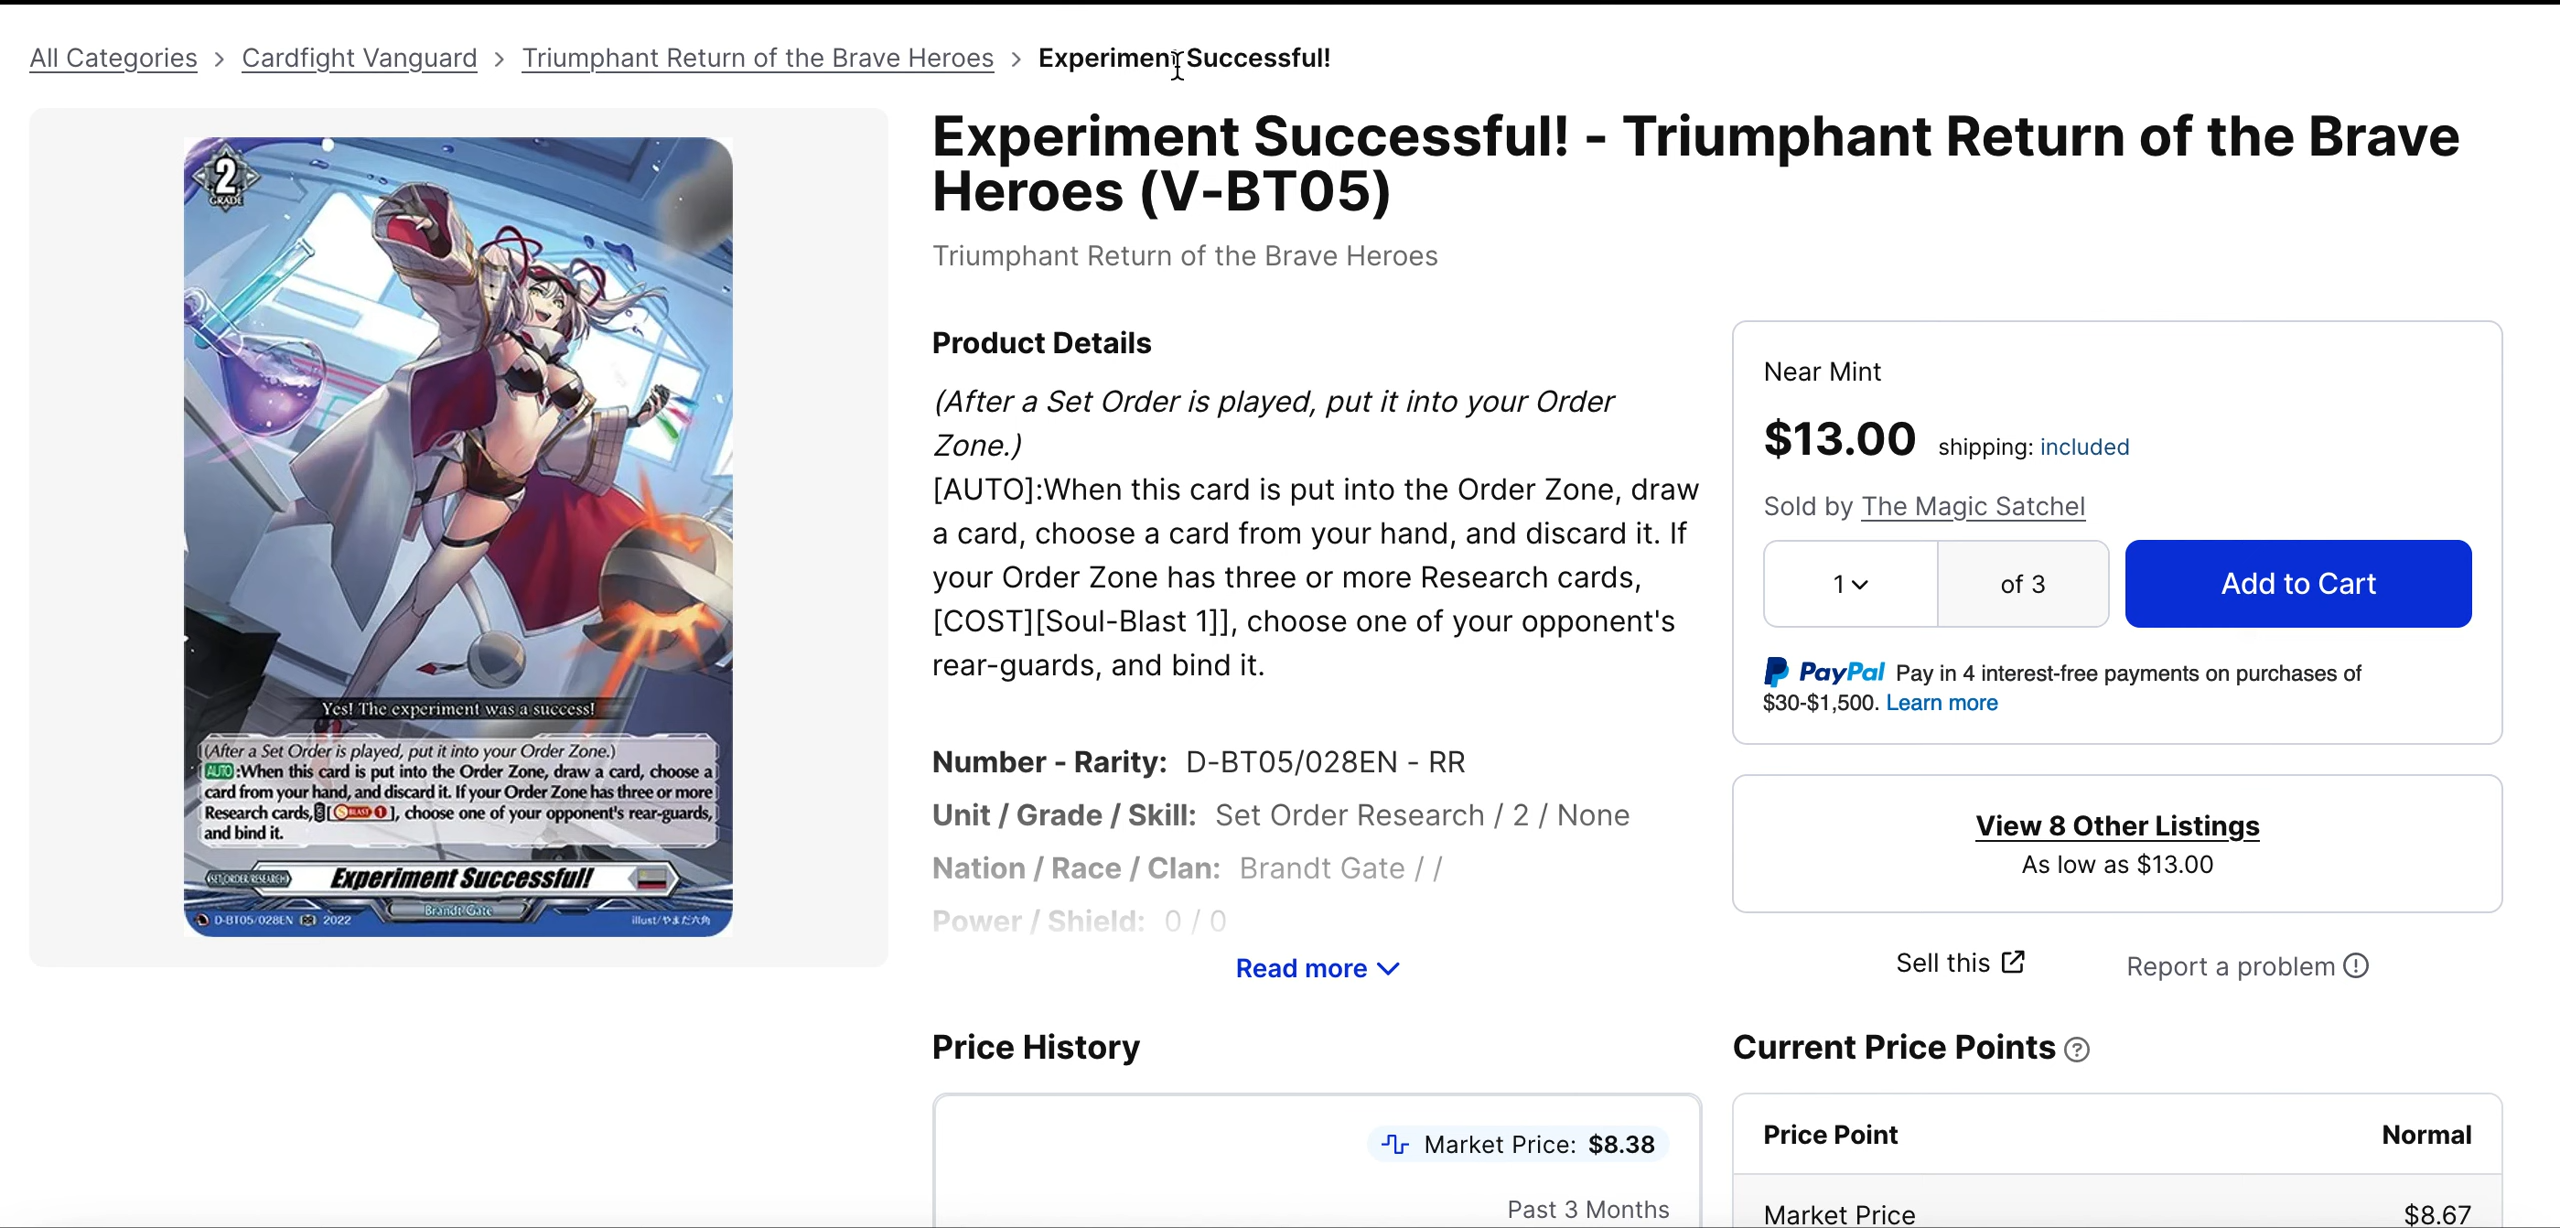 All Categories > Cardfight Vanguard > Triumphant Return of the Brave Heroes > Experiment Successful!
2
GRADE
Yes! The experiment was a success!
(After a Set Order is played, put it into your Order Zone.)
AUTO:When this card is put into the Order Zone, draw a card, choose a
card from your hand, and discard it. If your Order Zone has three or more
Research cards, [S BLAST 1], choose one of your opponent's rear-guards,
and bind it.
SET ORDER/RESEARCH
Experiment Successful!
Brandt Gate
D-BT05/028EN RR 2022
illust/やまだ六角
Experiment Successful! - Triumphant Return of the Brave
Heroes (V-BT05)
Triumphant Return of the Brave Heroes
Product Details
(After a Set Order is played, put it into your Order
Zone.)
[AUTO]:When this card is put into the Order Zone, draw
a card, choose a card from your hand, and discard it. If
your Order Zone has three or more Research cards,
[COST][Soul-Blast 1]], choose one of your opponent's
rear-guards, and bind it.
Number - Rarity: D-BT05/028EN - RR
Unit / Grade / Skill: Set Order Research / 2 / None
Nation / Race / Clan: Brandt Gate / /
Power / Shield: 0 / 0
Read more
Near Mint
$13.00 shipping: included
Sold by The Magic Satchel
1 of 3 Add to Cart
PayPal Pay in 4 interest-free payments on purchases of
$30-$1,500. Learn more
View 8 Other Listings
As low as $13.00
Sell this Report a problem
Price History
Market Price: $8.38
Past 3 Months
Current Price Points
Price Point Normal
Market Price $8.67